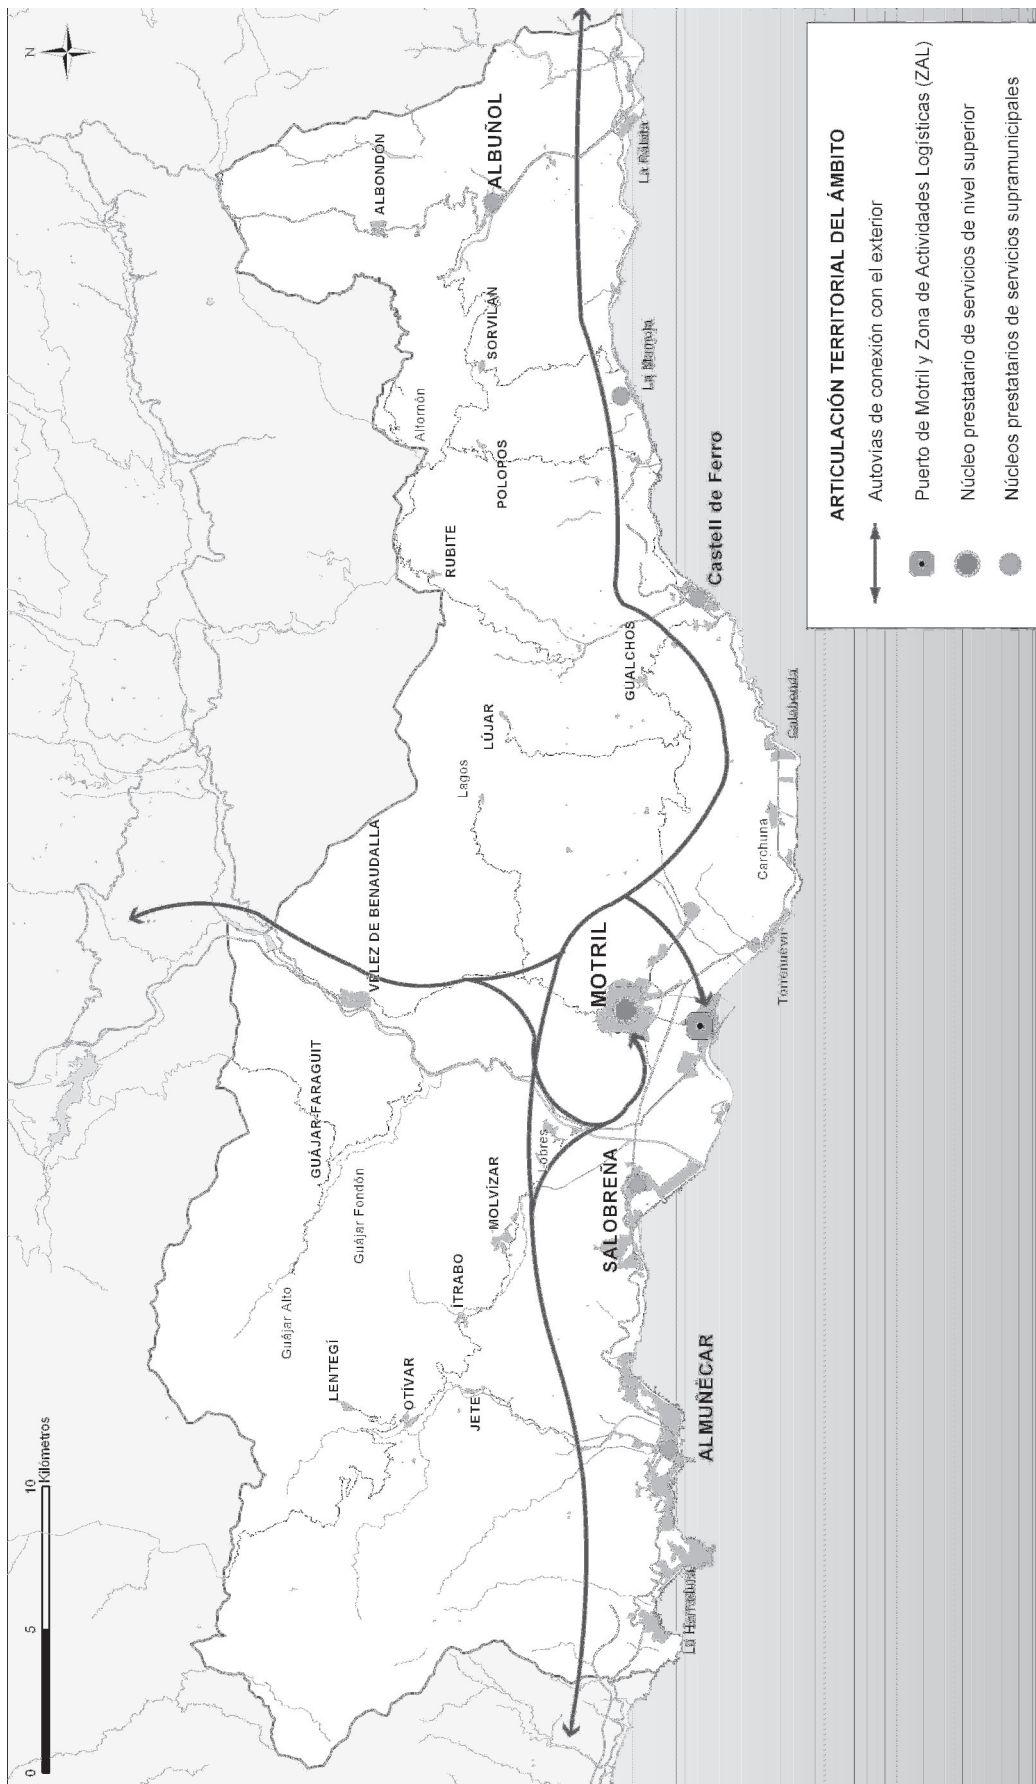 N
0
5
10
Kilómetros
ALBONDÓN
ALBUÑOL
La Rábita
SORVILÁN
Alfornón
La Mamola
POLOPOS
RUBITE
Castell de Ferro
GUALCHOS
LÚJAR
Lagos
Calahonda
Carchuna
VÉLEZ DE BENAUDALLA
MOTRIL
Torrenueva
GUÁJAR-FARAGUIT
Guájar Fondón
Guájar Alto
Lobres
MOLVÍZAR
SALOBREÑA
ÍTRABO
LENTEGÍ
OTÍVAR
JETE
ALMUÑÉCAR
La Herradura
ARTICULACIÓN TERRITORIAL DEL ÁMBITO
Autovías de conexión con el exterior
Puerto de Motril y Zona de Actividades Logísticas (ZAL)
Núcleo prestatario de servicios de nivel superior
Núcleos prestatarios de servicios supramunicipales